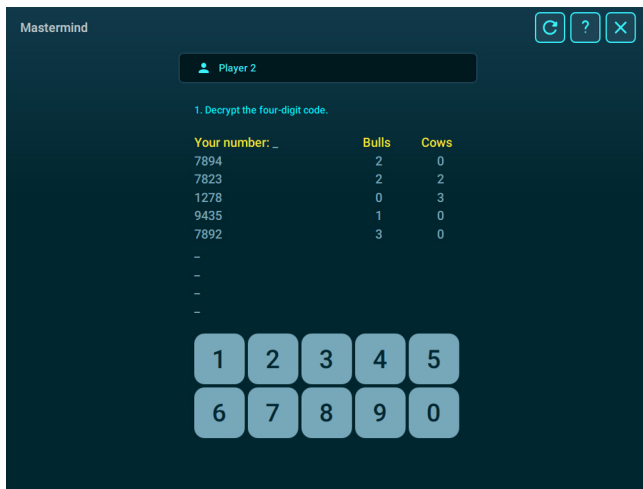 Mastermind ?
Player 2
1. Decrypt the four-digit code.
Your number: _ Bulls Cows
7894 2 0
7823 2 2
1278 0 3
9435 1 0
7892 3 0
_
_
_
_
1 2 3 4 5
6 7 8 9 0